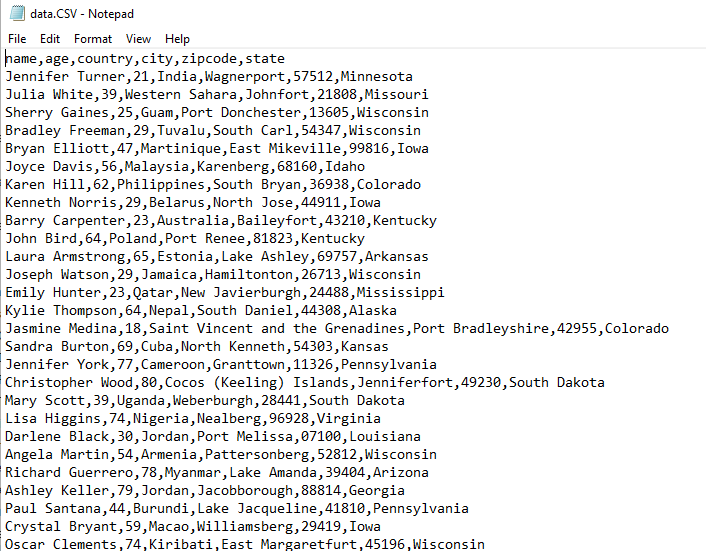 data.CSV - Notepad
File Edit Format View Help
name,age,country,city,zipcode,state
Jennifer Turner,21,India,Wagnerport,57512,Minnesota
Julia White,39,Western Sahara,Johnfort,21808,Missouri
Sherry Gaines,25,Guam,Port Donchester,13605,Wisconsin
Bradley Freeman,29,Tuvalu,South Carl,54347,Wisconsin
Bryan Elliott,47,Martinique,East Mikeville,99816,Iowa
Joyce Davis,56,Malaysia,Karenberg,68160,Idaho
Karen Hill,62,Philippines,South Bryan,36938,Colorado
Kenneth Norris,29,Belarus,North Jose,44911,Iowa
Barry Carpenter,23,Australia,Baileyfort,43210,Kentucky
John Bird,64,Poland,Port Renee,81823,Kentucky
Laura Armstrong,65,Estonia,Lake Ashley,69757,Arkansas
Joseph Watson,29,Jamaica,Hamiltonton,26713,Wisconsin
Emily Hunter,23,Qatar,New Javierburgh,24488,Mississippi
Kylie Thompson,64,Nepal,South Daniel,44308,Alaska
Jasmine Medina,18,Saint Vincent and the Grenadines,Port Bradleyshire,42955,Colorado
Sandra Burton,69,Cuba,North Kenneth,54303,Kansas
Jennifer York,77,Cameroon,Granttown,11326,Pennsylvania
Christopher Wood,80,Cocos (Keeling) Islands,Jenniferfort,49230,South Dakota
Mary Scott,39,Uganda,Weberburgh,28441,South Dakota
Lisa Higgins,74,Nigeria,Nealberg,96928,Virginia
Darlene Black,30,Jordan,Port Melissa,07100,Louisiana
Angela Martin,54,Armenia,Pattersonberg,52812,Wisconsin
Richard Guerrero,78,Myanmar,Lake Amanda,39404,Arizona
Ashley Keller,79,Jordan,Jacobborough,88814,Georgia
Paul Santana,44,Burundi,Lake Jacqueline,41810,Pennsylvania
Crystal Bryant,59,Macao,Williamsberg,29419,Iowa
Oscar Clements,74,Kiribati,East Margaretfurt,45196,Wisconsin